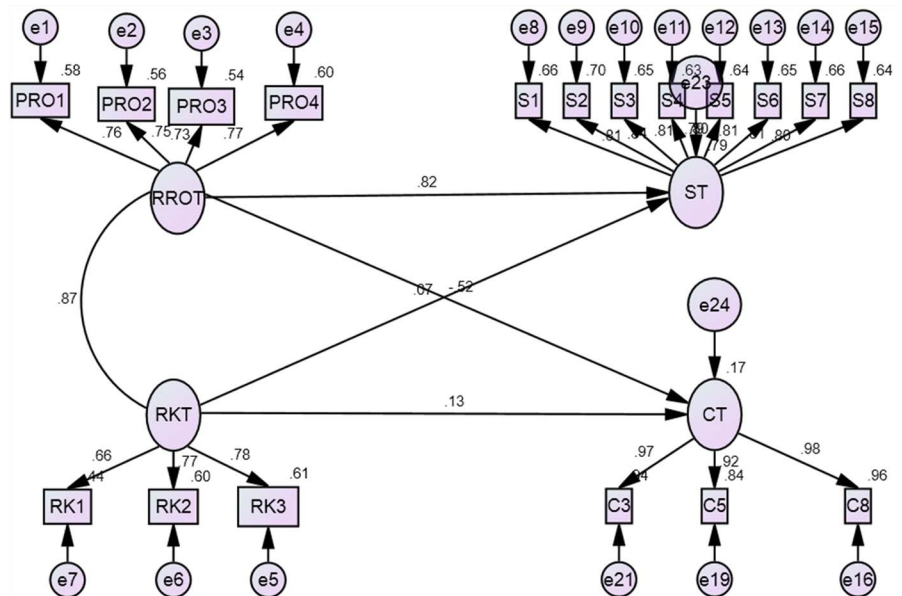 e1 e2 e3 e4 e8 e9 e10 e11 e12 e13 e14 e15
.58 .56 .54 .60 .66 .70 .65 .63 .64 .65 .66 .64
e23
PRO1 PRO2 PRO3 PRO4 S1 S2 S3 S4 S5 S6 S7 S8
.76 .75 .73 .77 .81 .81 .81 .80
.79
RROT .82 ST
.87 .07 -.52
e24
.17
RKT .13 CT
.66 .77 .78 .97 .92 .98
.60 .61 .84 .96
RK1 RK2 RK3 C3 C5 C8
e7 e6 e5 e21 e19 e16